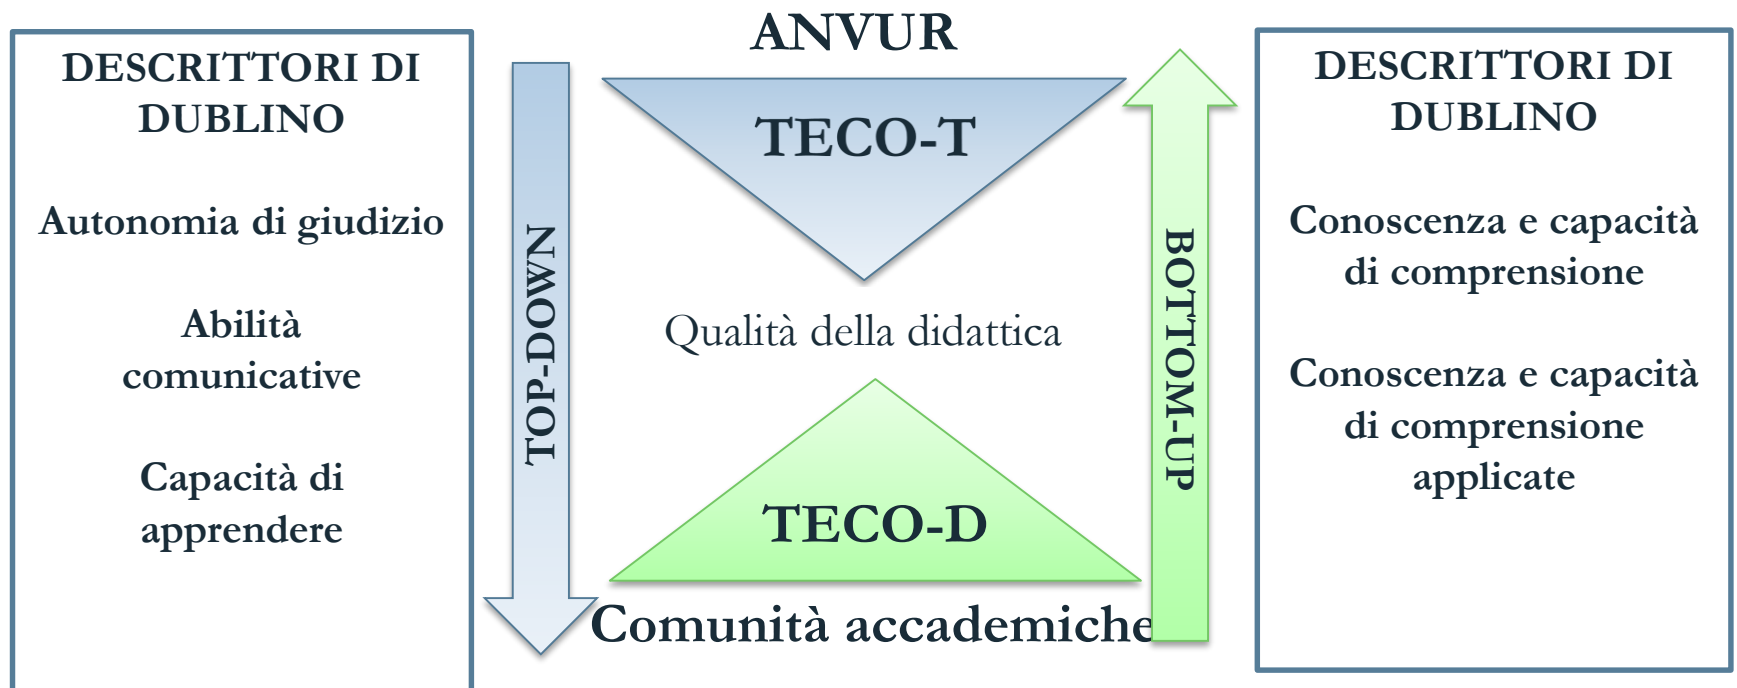 DESCRITTORI DI
DUBLINO
Autonomia di giudizio
Abilità
comunicative
Capacità di
apprendere
TOP-DOWN
ANVUR
TECO-T
Qualità della didattica
TECO-D
Comunità accademiche
BOTTOM-UP
DESCRITTORI DI
DUBLINO
Conoscenza e capacità
di comprensione
Conoscenza e capacità
di comprensione
applicate